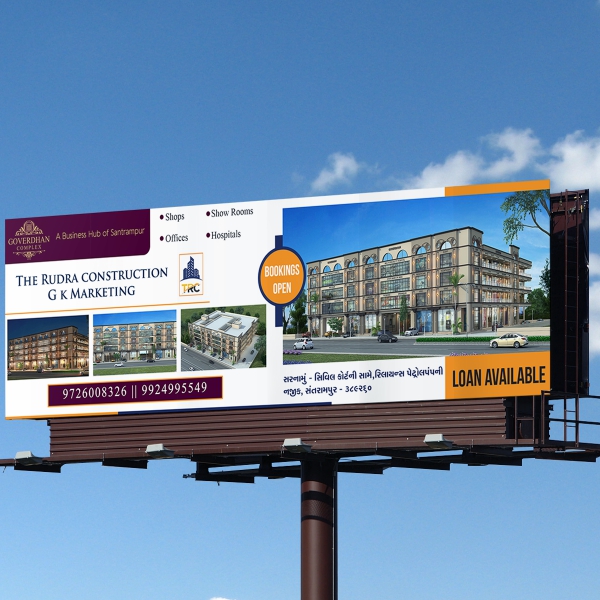 GOVERDHAN
COMPLEX
A Business Hub of Santrampur
• Shops
• Show Rooms
• Offices
• Hospitals
THE RUDRA CONSTRUCTION
G K MARKETING
TRC
9726008326 || 9924995549
BOOKINGS
OPEN
સરનામું - સિવિલ કોર્ટની સામે,રિલાયન્સ પેટ્રોલપંપની
નજીક, સંતરામપુર - ૩૮૯૨૬૦
LOAN AVAILABLE